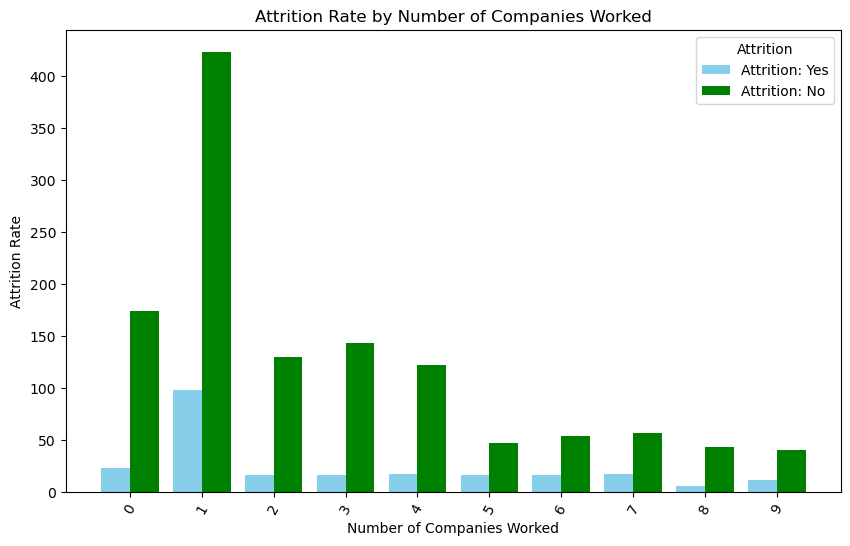 Attrition Rate by Number of Companies Worked
Attrition
Attrition: Yes
Attrition: No
Attrition Rate
400
350
300
250
200
150
100
50
0
0 1 2 3 4 5 6 7 8 9
Number of Companies Worked